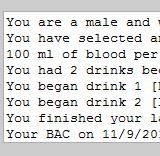 You are a male and
You have selected a
100 ml of blood per
You had 2 drinks be
You began drink 1 [
You began drink 2 [
You finished your l
Your BAC on 11/9/20